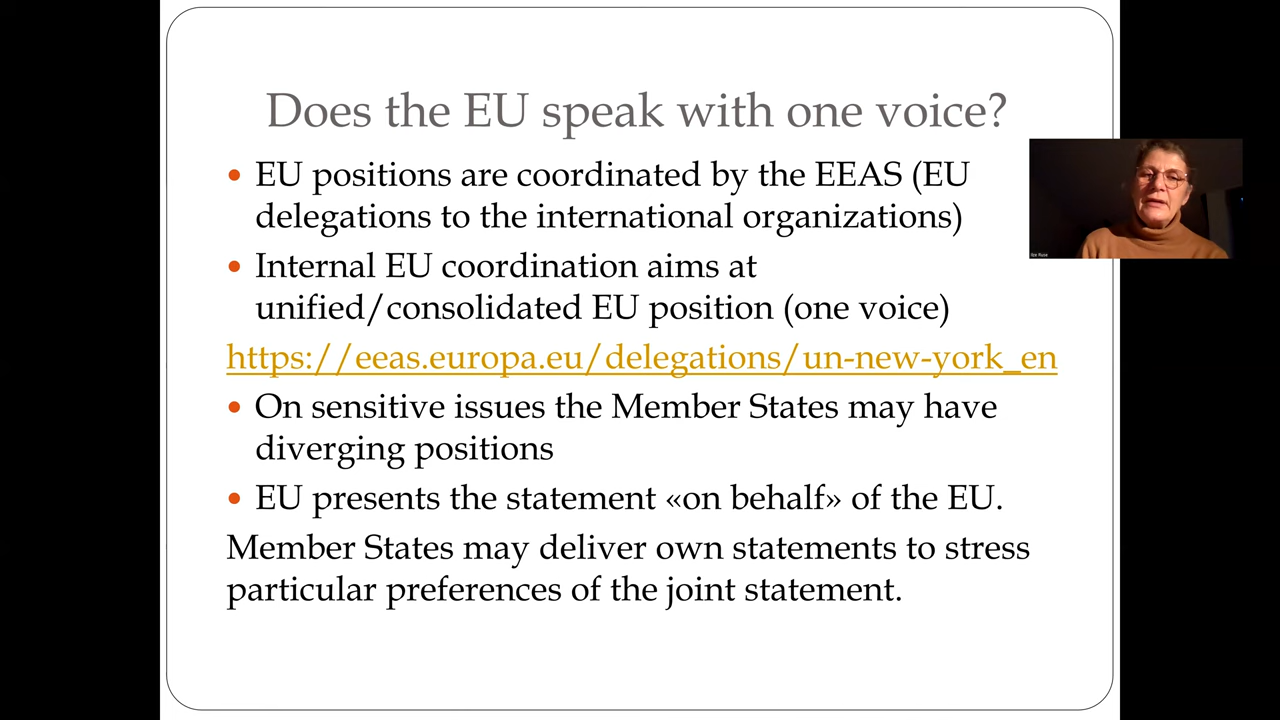 Does the EU speak with one voice?
• EU positions are coordinated by the EEAS (EU
delegations to the international organizations)
• Internal EU coordination aims at
unified/consolidated EU position (one voice)
https://eeas.europa.eu/delegations/un-new-york_en
• On sensitive issues the Member States may have
diverging positions
• EU presents the statement «on behalf» of the EU.
Member States may deliver own statements to stress
particular preferences of the joint statement.
Ruse